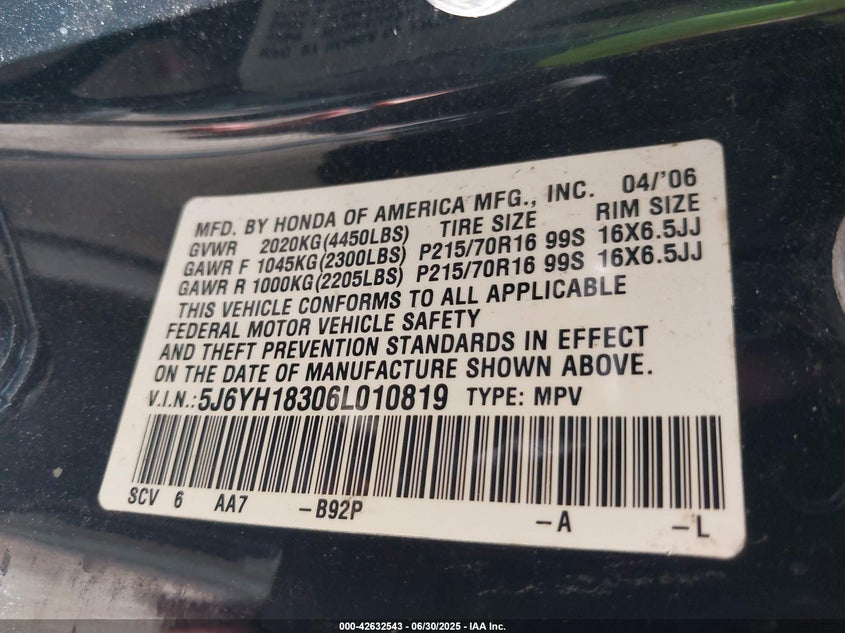 MFD. BY HONDA OF AMERICA MFG., INC. 04/'06
GVWR 2020KG(4450LBS) TIRE SIZE RIM SIZE
GAWR F 1045KG(2300LBS) P215/70R16 99S 16X6.5JJ
GAWR R 1000KG(2205LBS) P215/70R16 99S 16X6.5JJ
THIS VEHICLE CONFORMS TO ALL APPLICABLE
FEDERAL MOTOR VEHICLE SAFETY
AND THEFT PREVENTION STANDARDS IN EFFECT
ON THE DATE OF MANUFACTURE SHOWN ABOVE.
V.I.N.: 5J6YH18306L010819 TYPE: MPV
SCV 6 AA7 -B92P -A -L
000-42632543 - 06/30/2025 - IAA Inc.